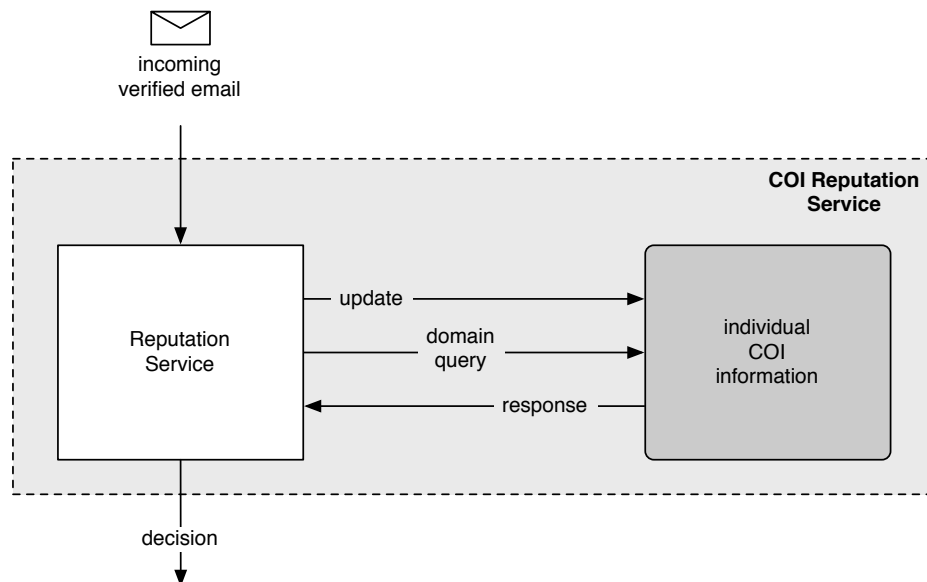 incoming
verified email
COI Reputation
Service
update
Reputation
Service
domain
query
individual
COI
information
response
decision